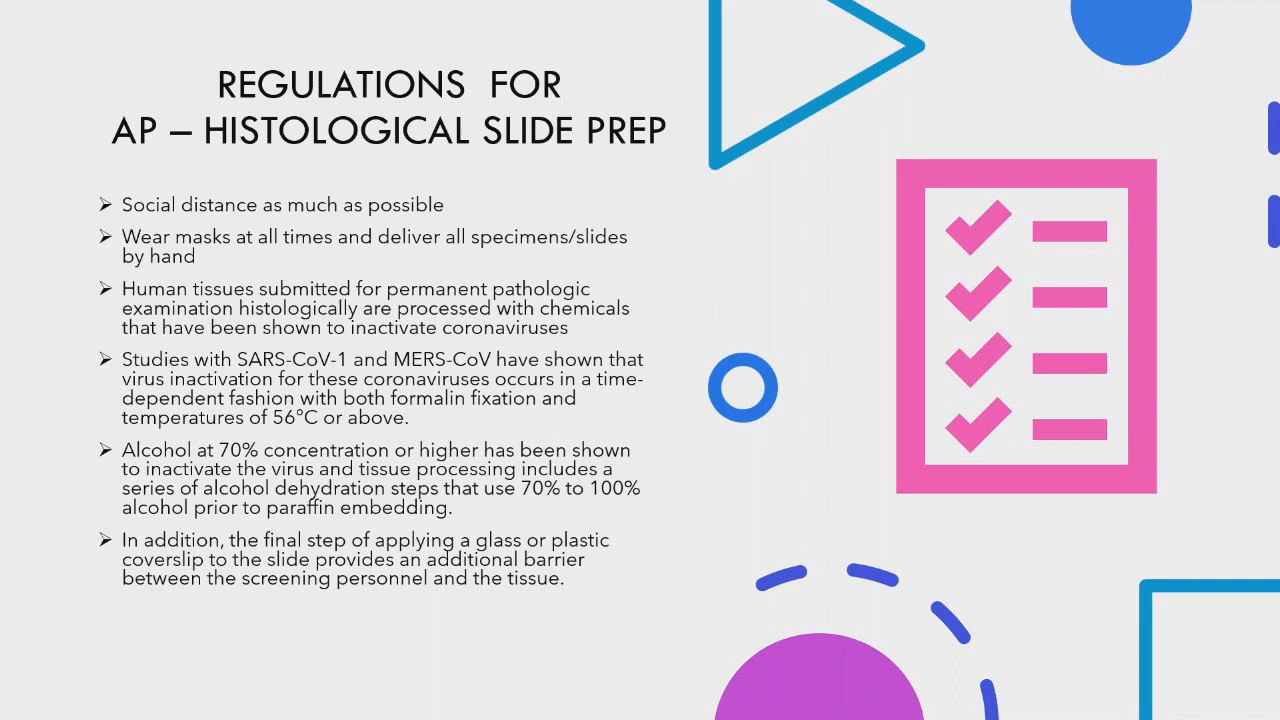 REGULATIONS FOR
AP – HISTOLOGICAL SLIDE PREP
➢ Social distance as much as possible
➢ Wear masks at all times and deliver all specimens/slides
by hand
➢ Human tissues submitted for permanent pathologic
examination histologically are processed with chemicals
that have been shown to inactivate coronaviruses
➢ Studies with SARS-CoV-1 and MERS-CoV have shown that
virus inactivation for these coronaviruses occurs in a time-
dependent fashion with both formalin fixation and
temperatures of 56°C or above.
➢ Alcohol at 70% concentration or higher has been shown
to inactivate the virus and tissue processing includes a
series of alcohol dehydration steps that use 70% to 100%
alcohol prior to paraffin embedding.
➢ In addition, the final step of applying a glass or plastic
coverslip to the slide provides an additional barrier
between the screening personnel and the tissue.